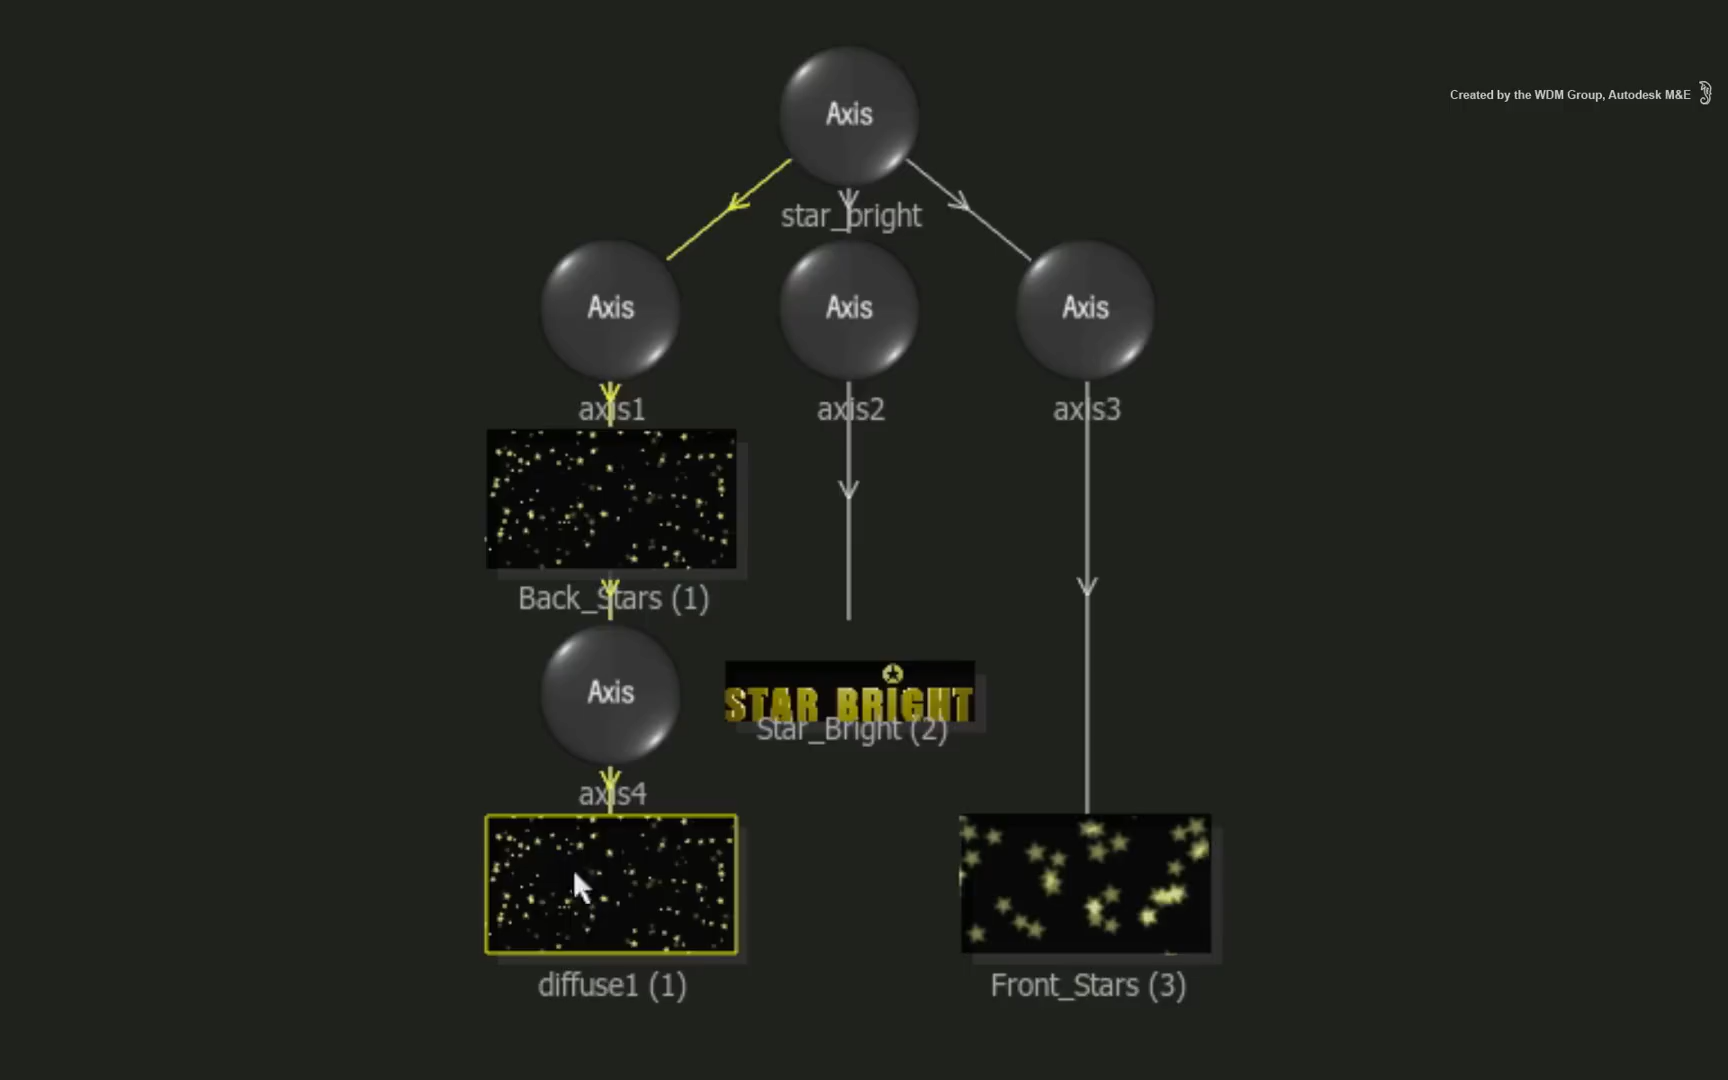 Axis
Created by the WDM Group, Autodesk M&E
star_bright
Axis
Axis
Axis
axis1
axis2
axis3
Back_Stars (1)
Axis
STAR BRIGHT
Star_Bright (2)
axis4
diffuse1 (1)
Front_Stars (3)